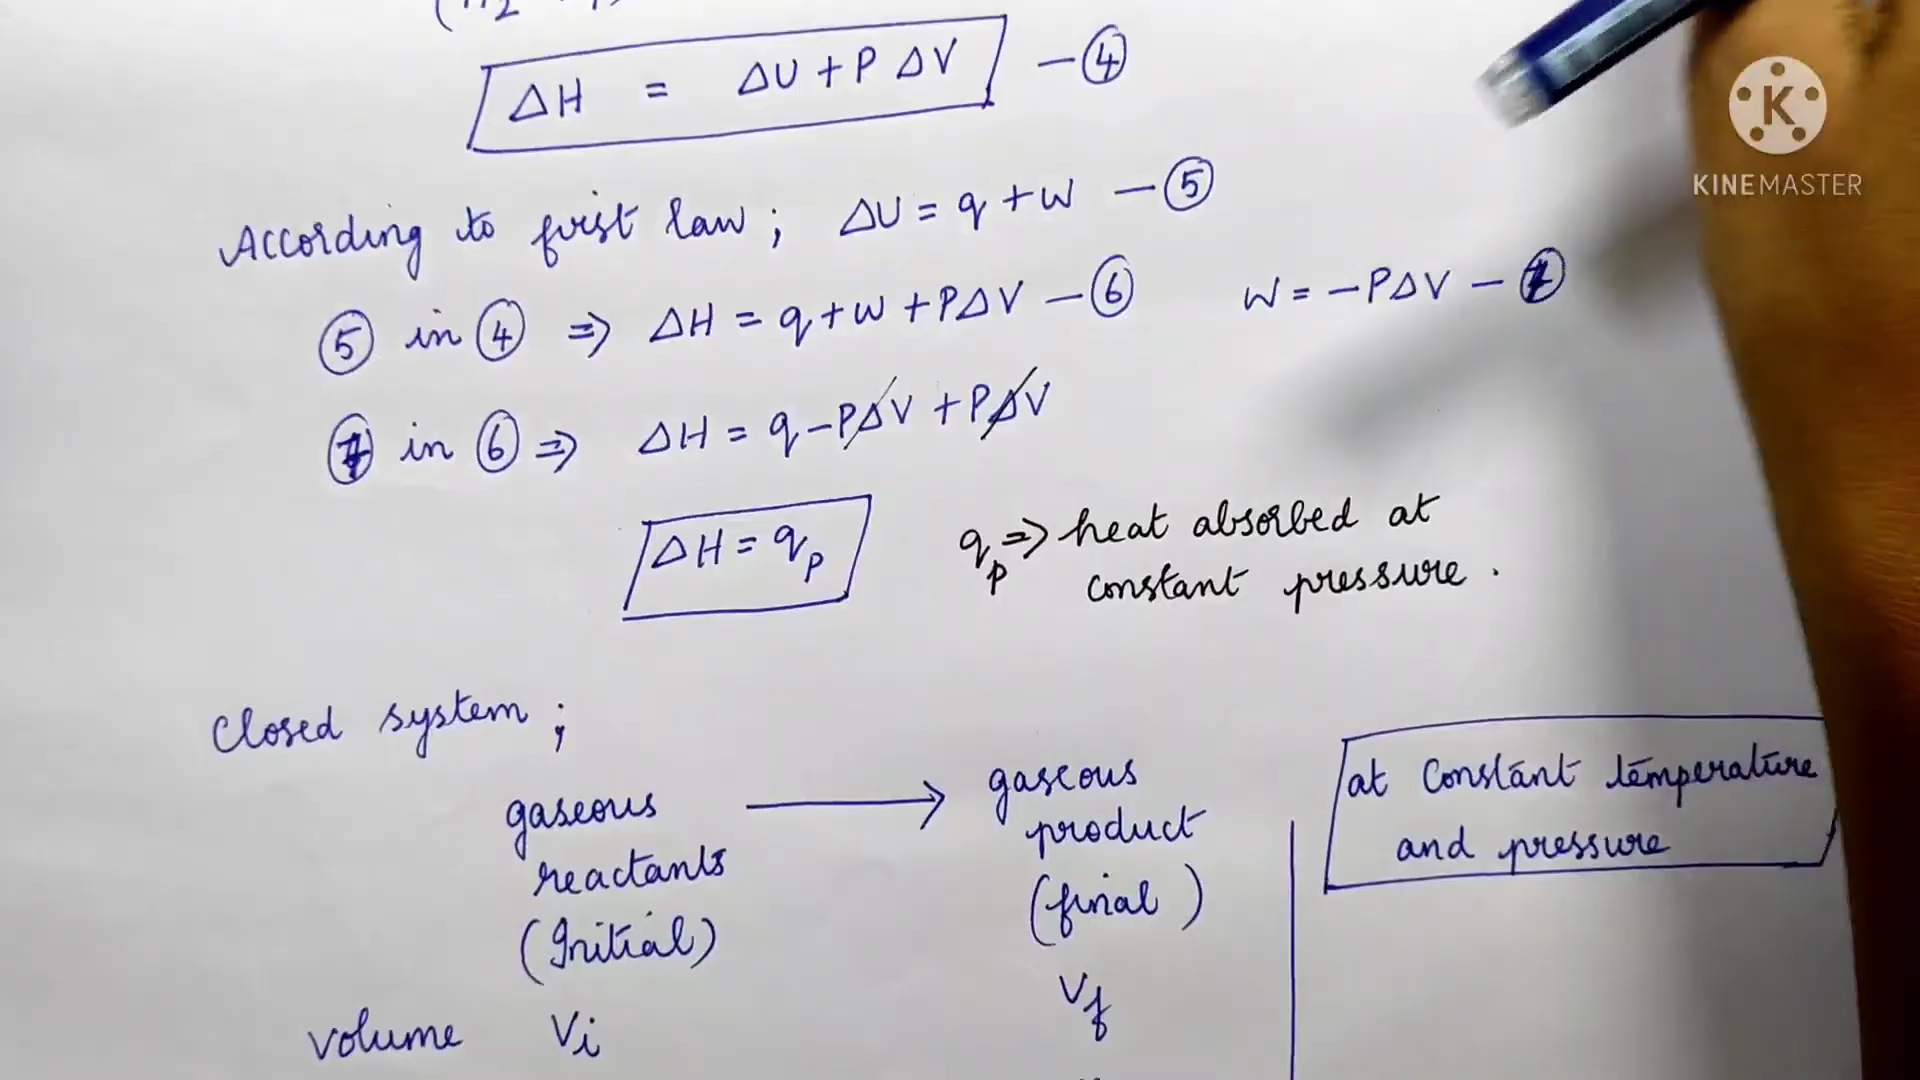 ΔH = ΔU + P ΔV — ④
K
KINEMASTER
According to first law ; ΔU = q + w — ⑤
⑤ in ④ ⇒ ΔH = q + w + PΔV — ⑥ W = −PΔV — ⑦
⑦ in ⑥ ⇒ ΔH = q − PΔV + PΔV
ΔH = qₚ
qₚ ⇒ heat absorbed at
constant pressure .
Closed system ;
gaseous ⟶ gaseous
reactants product
(Initial) (final)
volume Vi Vf
at Constant temperature
and pressure